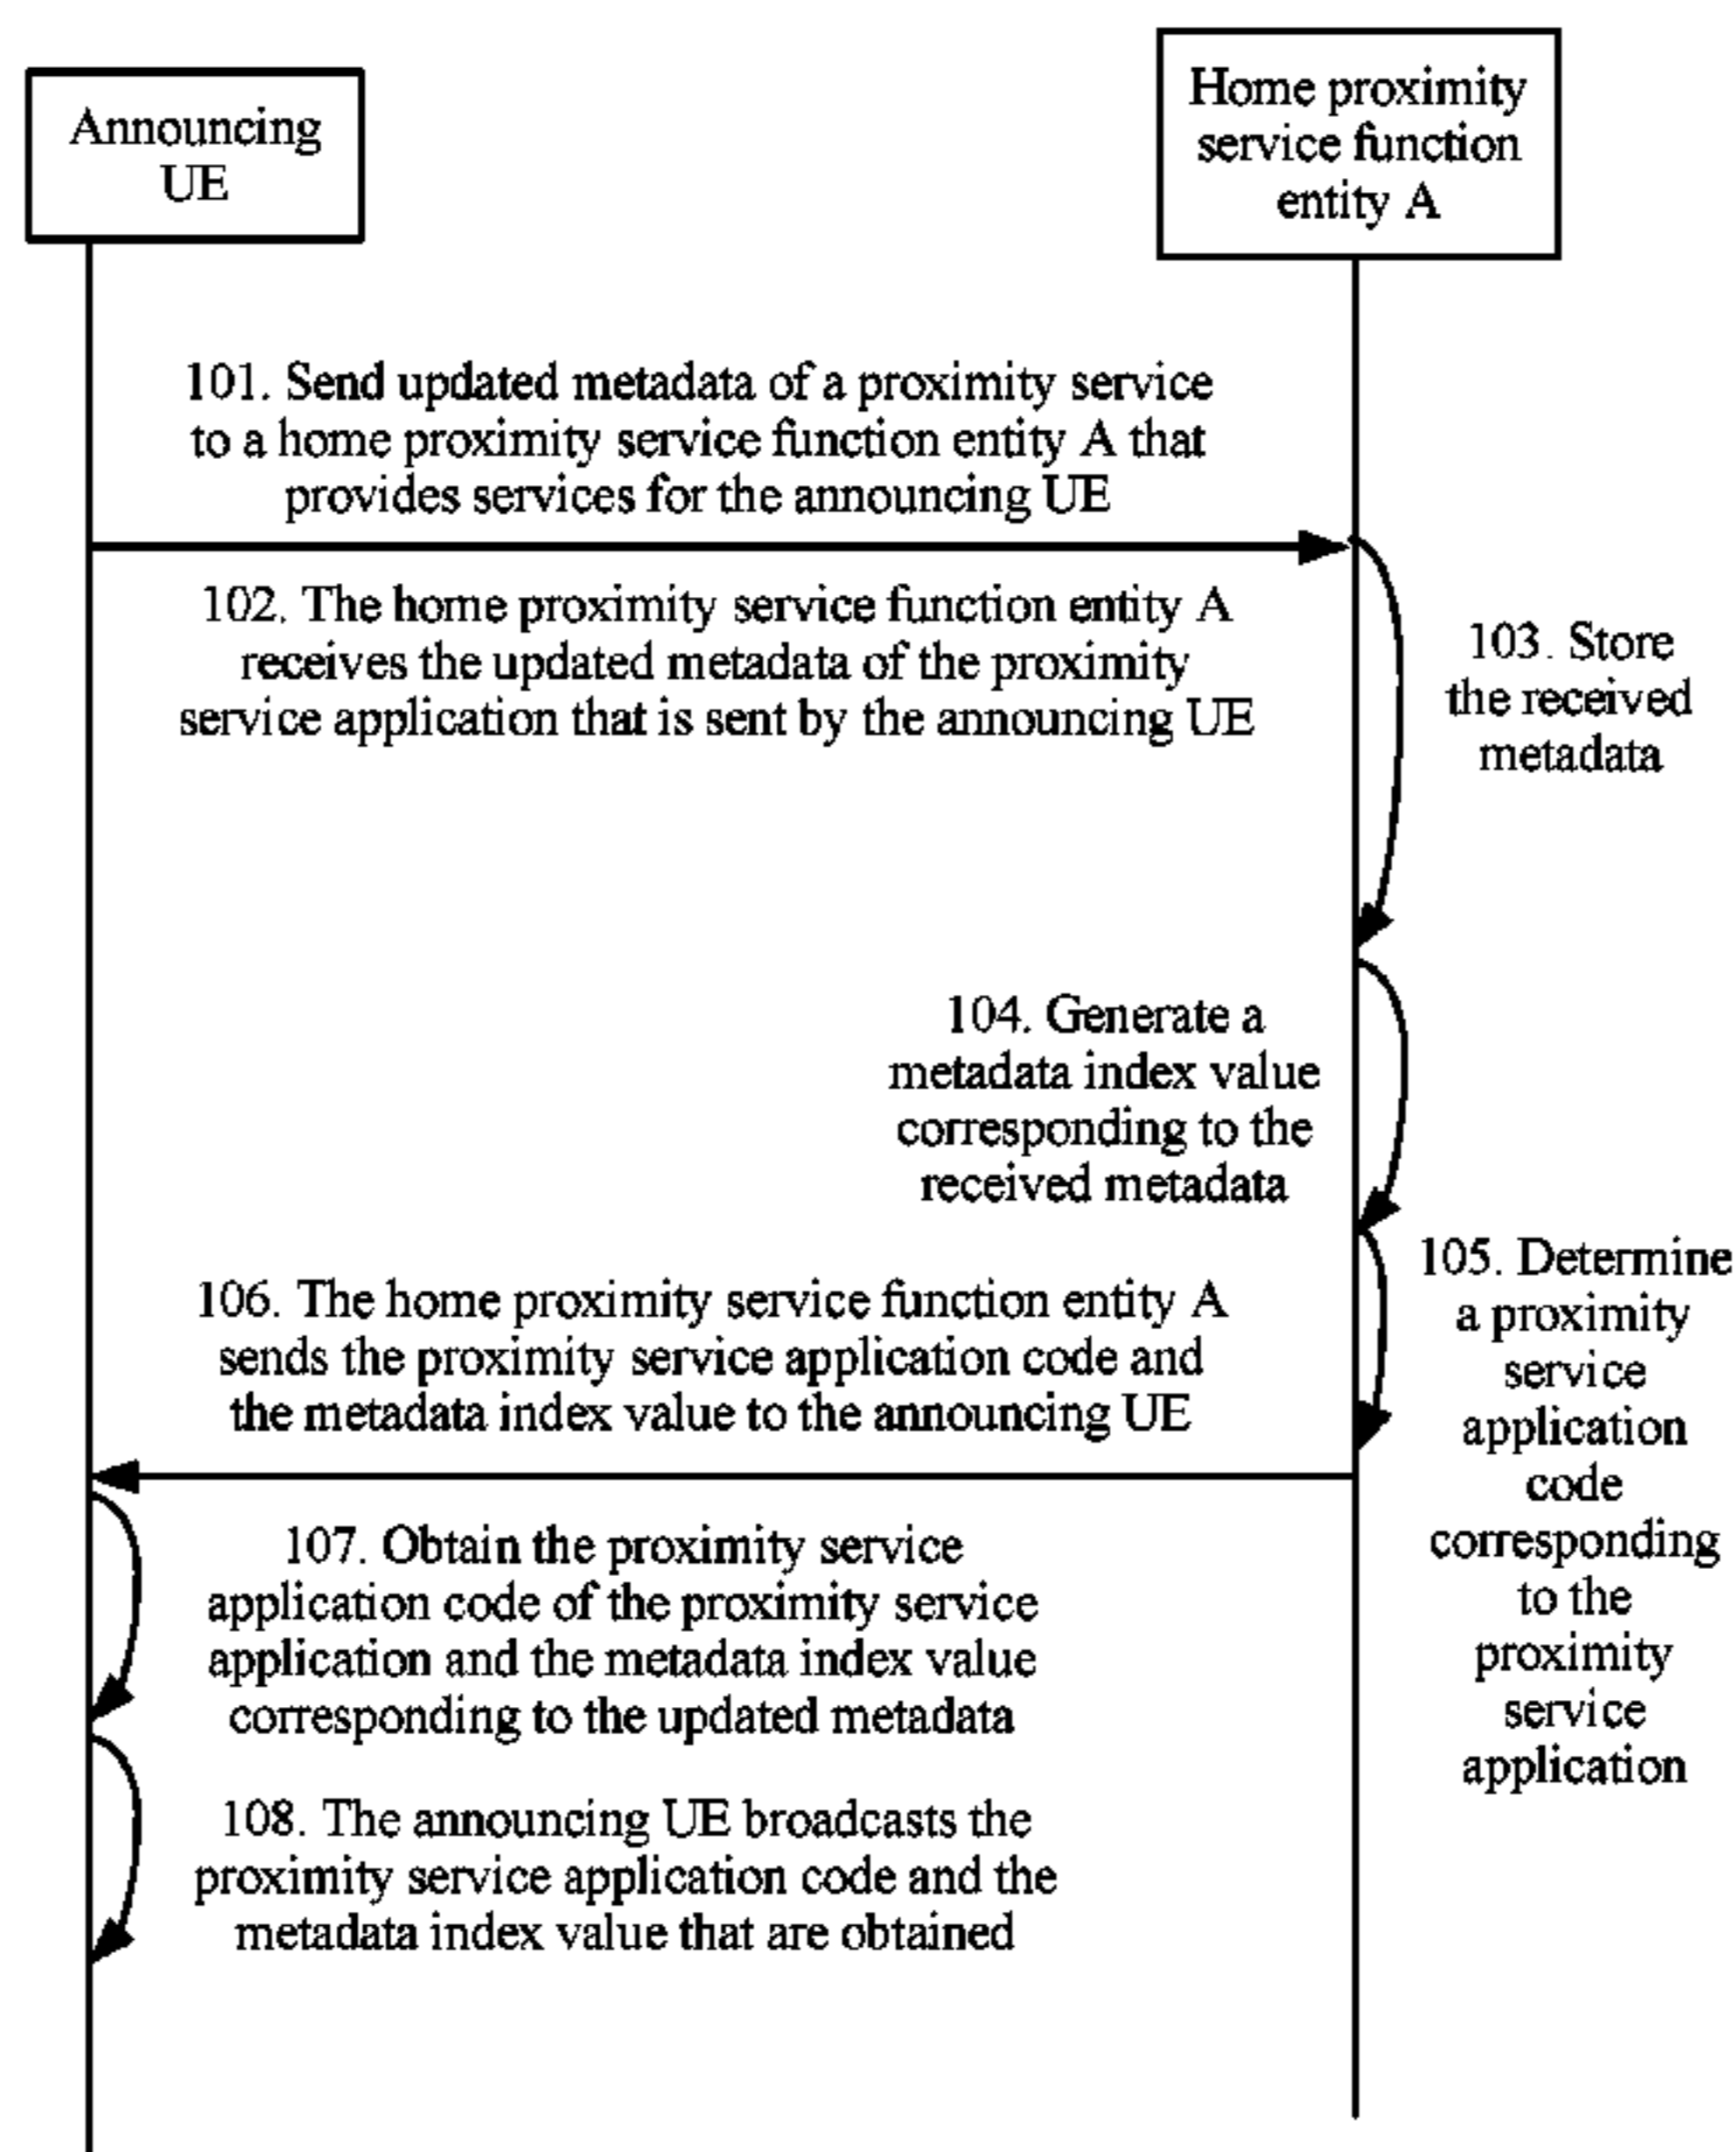 Announcing
UE
Home proximity
service function
entity A
101. Send updated metadata of a proximity service
to a home proximity service function entity A that
provides services for the announcing UE
102. The home proximity service function entity A
receives the updated metadata of the proximity
service application that is sent by the announcing UE
103. Store
the received
metadata
104. Generate a
metadata index value
corresponding to the
received metadata
105. Determine
a proximity
service
application
code
corresponding
to the
proximity
service
application
106. The home proximity service function entity A
sends the proximity service application code and
the metadata index value to the announcing UE
107. Obtain the proximity service
application code of the proximity service
application and the metadata index value
corresponding to the updated metadata
108. The announcing UE broadcasts the
proximity service application code and the
metadata index value that are obtained